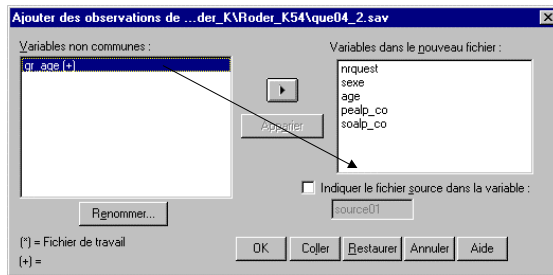 Ajouter des observations de ...der_K\Roder_K54\que04_2.sav
Variables non communes :
gr_age (+)
Apparier
Variables dans le nouveau fichier :
nrquest
sexe
age
pealp_co
soalp_co
Indiquer le fichier source dans la variable :
source01
Renommer...
(*) = Fichier de travail
(+) =
OK
Coller
Restaurer
Annuler
Aide